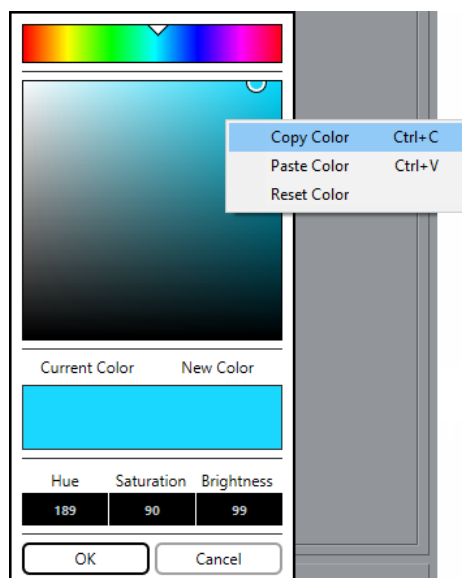 Copy Color Ctrl+C
Paste Color Ctrl+V
Reset Color
Current Color New Color
Hue Saturation Brightness
189 90 99
OK Cancel